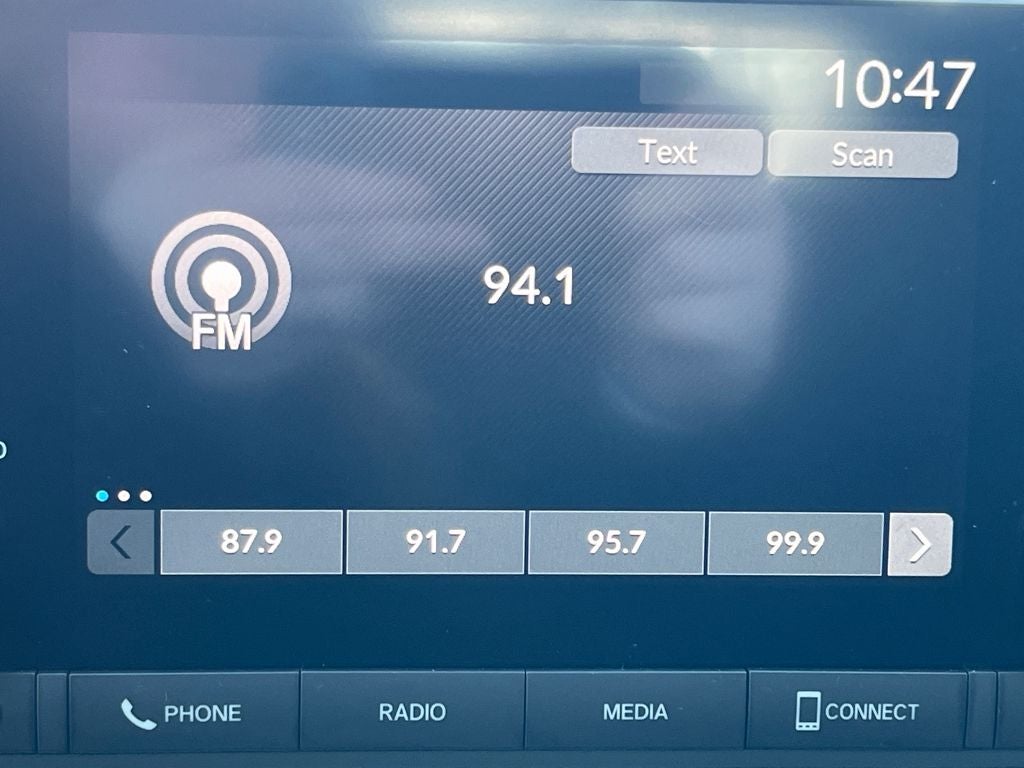 10:47
Text Scan
FM
94.1
87.9 91.7 95.7 99.9
PHONE RADIO MEDIA CONNECT